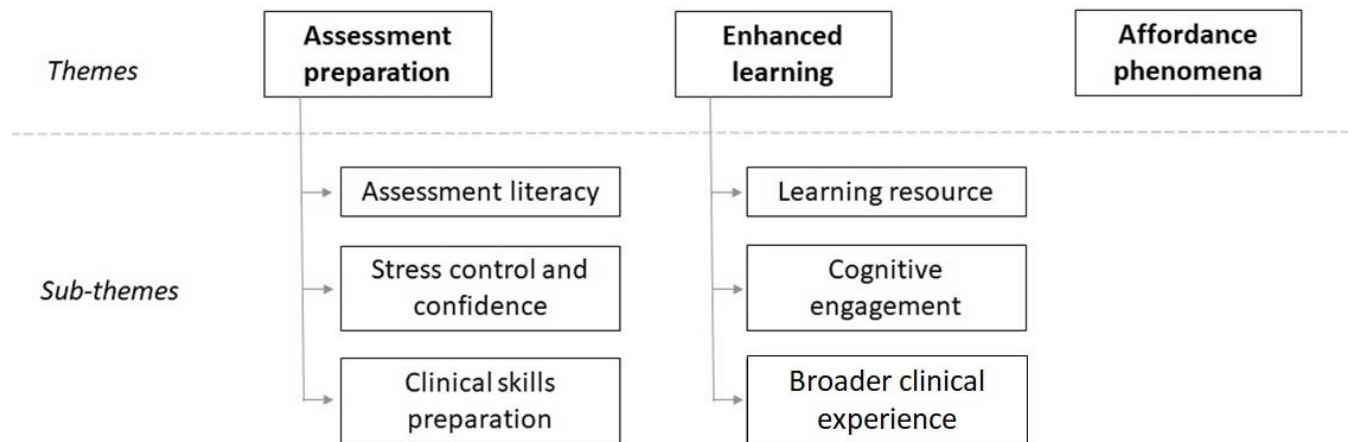 Themes
Assessment
preparation
Enhanced
learning
Affordance
phenomena
Sub-themes
Assessment literacy
Stress control and
confidence
Clinical skills
preparation
Learning resource
Cognitive
engagement
Broader clinical
experience